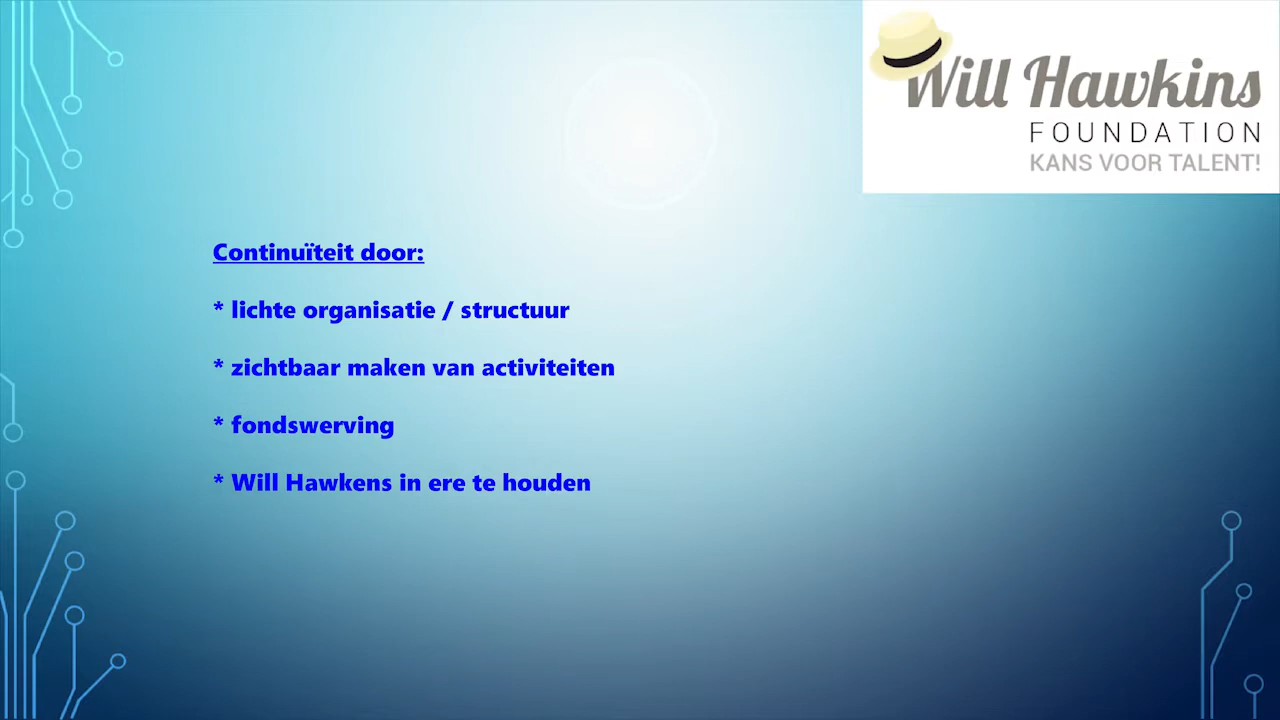 Will Hawkins
FOUNDATION
KANS VOOR TALENT!
Continuïteit door:
* lichte organisatie / structuur
* zichtbaar maken van activiteiten
* fondswerving
* Will Hawkens in ere te houden